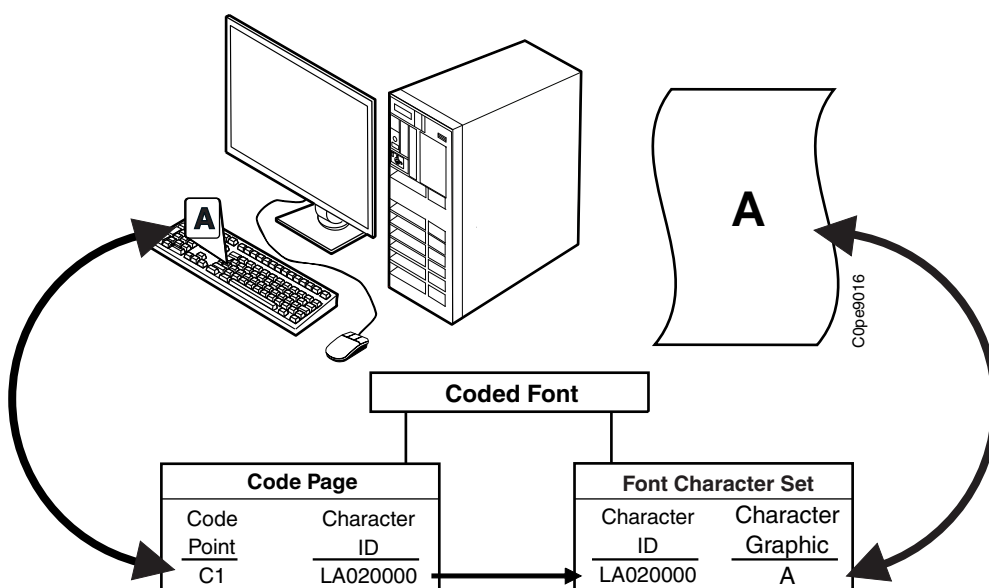 A
A
C0pe9016
Coded Font
Code Page
Code Character
Point ID
C1 LA020000
Font Character Set
Character Character
ID Graphic
LA020000 A